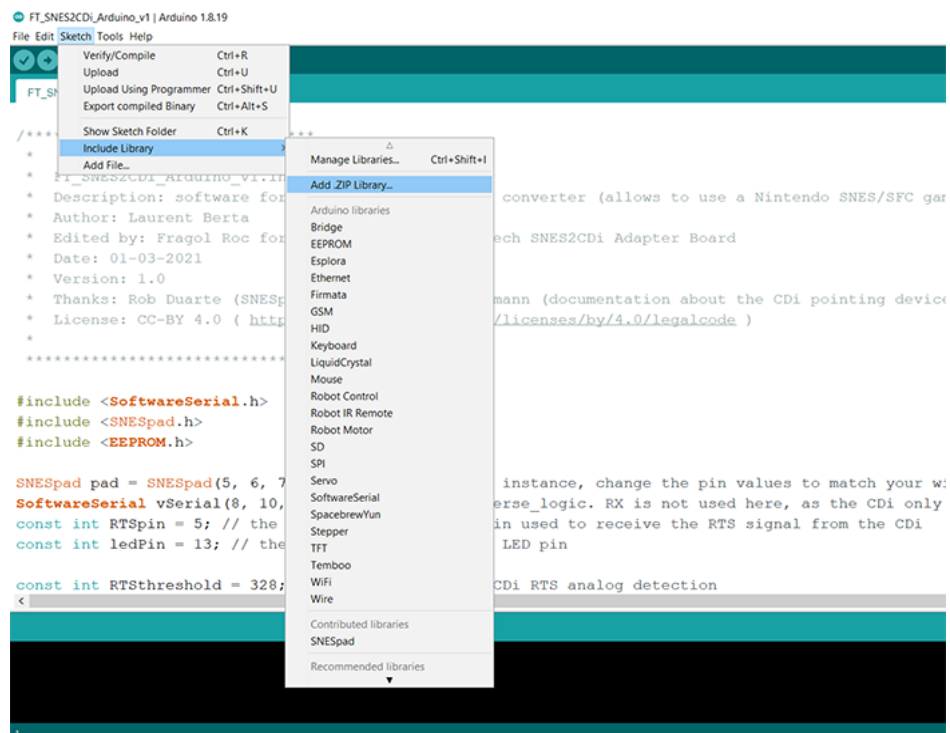 FT_SNES2CDi_Arduino_v1 | Arduino 1.8.19
File Edit Sketch Tools Help
Verify/Compile Ctrl+R
Upload Ctrl+U
Upload Using Programmer Ctrl+Shift+U
Export compiled Binary Ctrl+Alt+S
Show Sketch Folder Ctrl+K
Include Library
Add File...
Manage Libraries... Ctrl+Shift+I
Add .ZIP Library...
Arduino libraries
Bridge
EEPROM
Esplora
Ethernet
Firmata
GSM
HID
Keyboard
LiquidCrystal
Mouse
Robot Control
Robot IR Remote
Robot Motor
SD
SPI
Servo
SoftwareSerial
SpacebrewYun
Stepper
TFT
Temboo
WiFi
Wire
Contributed libraries
SNESpad
Recommended libraries
* FT_SNES2CDi_Arduino_v1.in
* Description: software for converter (allows to use a Nintendo SNES/SFC gam
* Author: Laurent Berta
* Edited by: Fragol Roc for ech SNES2CDi Adapter Board
* Date: 01-03-2021
* Version: 1.0
* Thanks: Rob Duarte (SNESp mann (documentation about the CDi pointing device
* License: CC-BY 4.0 ( http /licenses/by/4.0/legalcode )
*
#include <SoftwareSerial.h>
#include <SNESpad.h>
#include <EEPROM.h>
SNESpad pad = SNESpad(5, 6, 7 instance, change the pin values to match your wi
SoftwareSerial vSerial(8, 10, erse_logic. RX is not used here, as the CDi only
const int RTSpin = 5; // the in used to receive the RTS signal from the CDi
const int ledPin = 13; // the LED pin
const int RTSthreshold = 328; CDi RTS analog detection